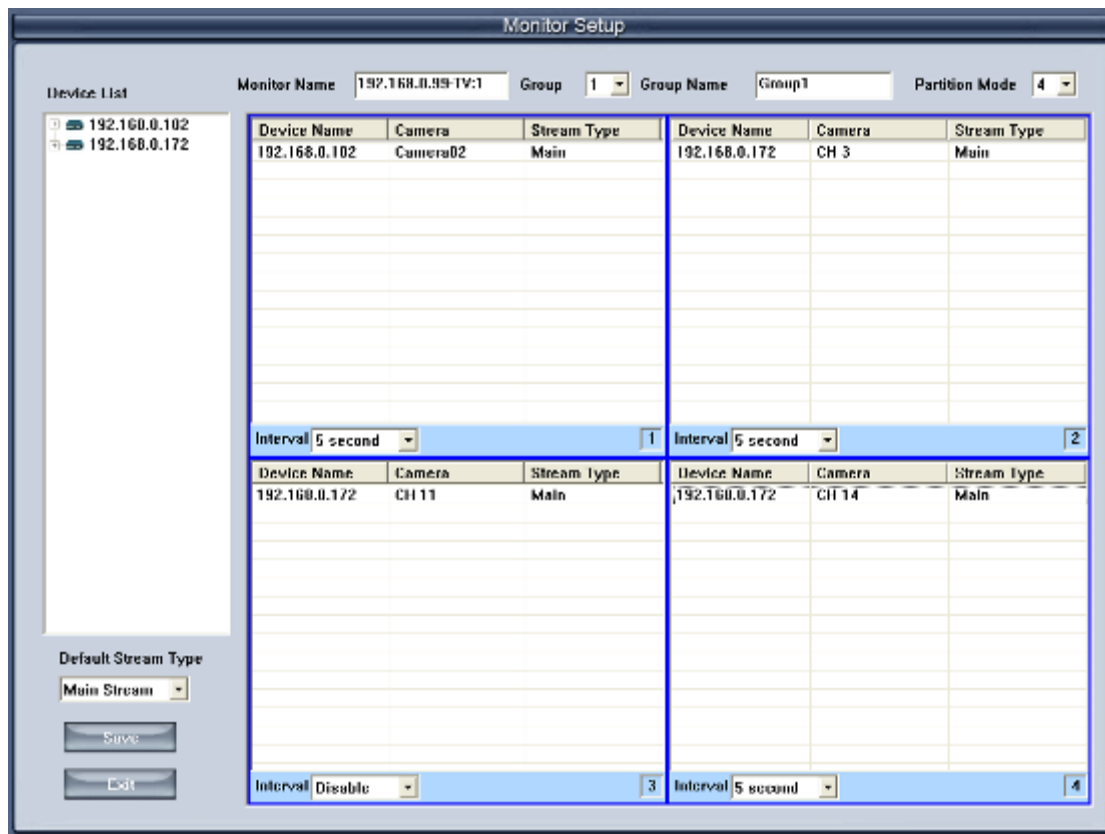 Monitor Setup
Device List
Monitor Name 192.168.0.99-TV:1 Group 1 Group Name Group1 Partition Mode 4
192.168.0.102
192.168.0.172
Device Name Camera Stream Type
192.168.0.102 Camera02 Main
Interval 5 second 1
Device Name Camera Stream Type
192.168.0.172 CH 3 Main
Interval 5 second 2
Device Name Camera Stream Type
192.168.0.172 CH 11 Main
Interval Disable 3
Device Name Camera Stream Type
192.168.0.172 CH 14 Main
Interval 5 second 4
Default Stream Type
Main Stream
Save
Exit